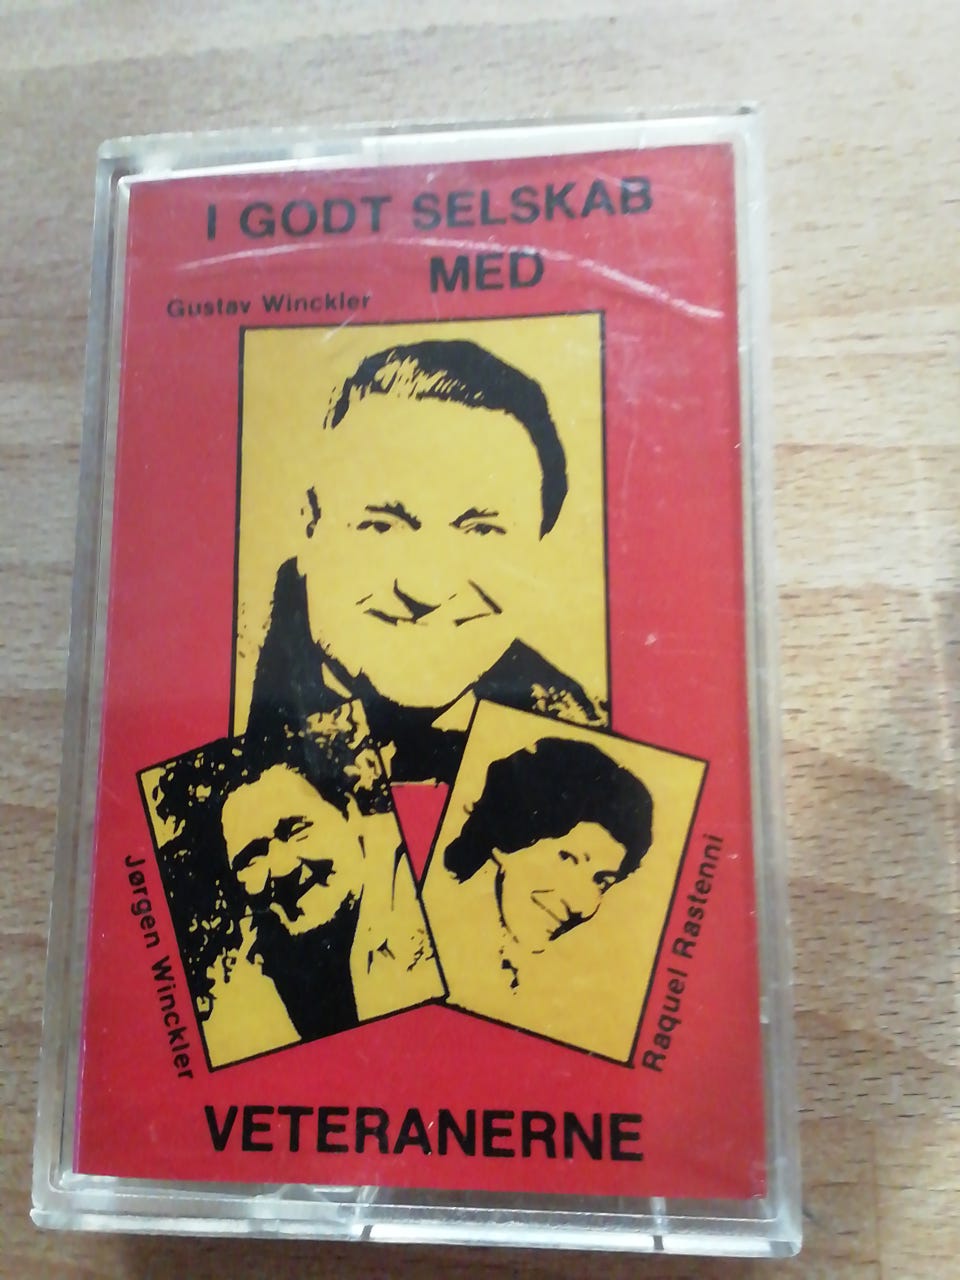 I GODT SELSKAB
MED
Gustav Winckler
Jørgen Winckler
Raquel Rastenni
VETERANERNE